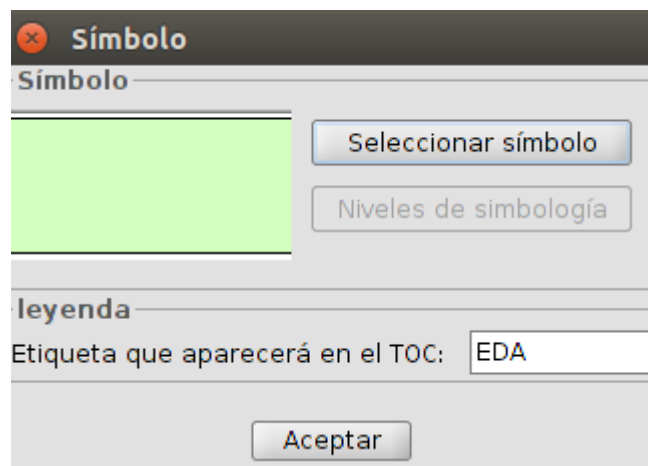 Símbolo
Símbolo
Seleccionar símbolo
Niveles de simbología
leyenda
Etiqueta que aparecerá en el TOC: EDA
Aceptar